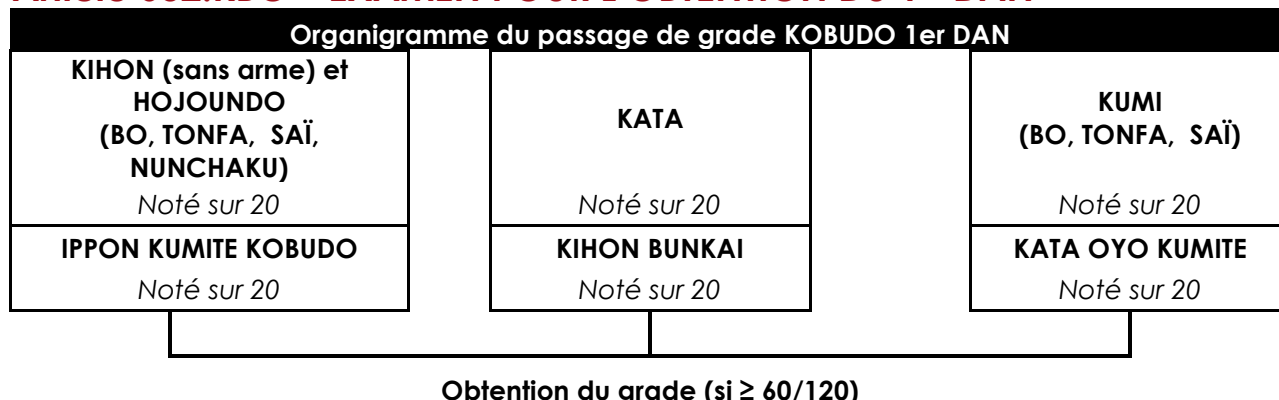 Organigramme du passage de grade KOBUDO 1er DAN
KIHON (sans arme) et
HOJOUNDO
(BO, TONFA, SAÏ,
NUNCHAKU)
Noté sur 20
KATA
Noté sur 20
KUMI
(BO, TONFA, SAÏ)
Noté sur 20
IPPON KUMITE KOBUDO
Noté sur 20
KIHON BUNKAI
Noté sur 20
KATA OYO KUMITE
Noté sur 20
Obtention du grade (si ≥ 60/120)